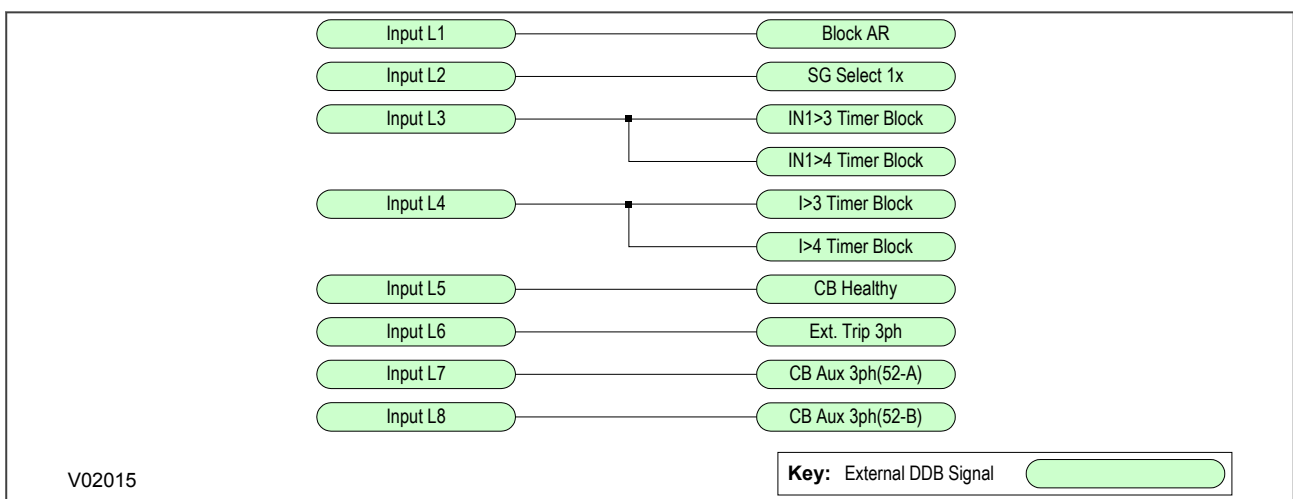 Input L1 Block AR
Input L2 SG Select 1x
Input L3 IN1>3 Timer Block
IN1>4 Timer Block
Input L4 I>3 Timer Block
I>4 Timer Block
Input L5 CB Healthy
Input L6 Ext. Trip 3ph
Input L7 CB Aux 3ph(52-A)
Input L8 CB Aux 3ph(52-B)
V02015 Key: External DDB Signal